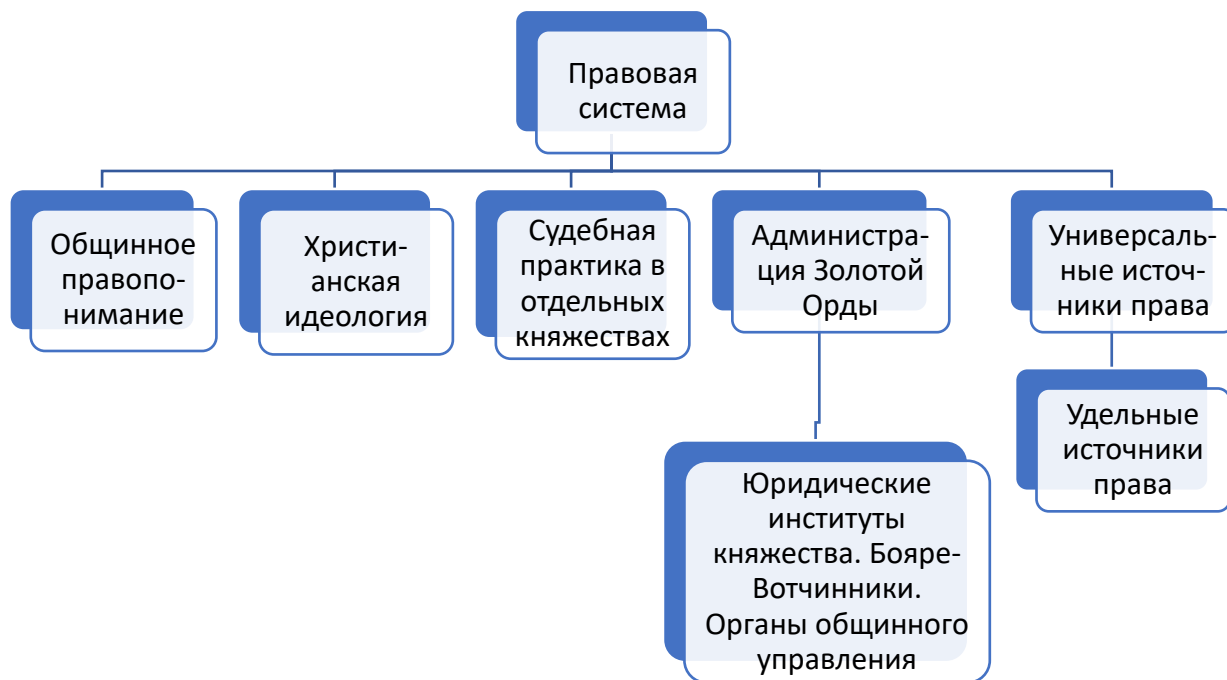 Правовая
система
Общинное
правопо-
нимание
Христи-
анская
идеология
Судебная
практика в
отдельных
княжествах
Администра-
ция Золотой
Орды
Универсаль-
ные источ-
ники права
Юридические
институты
княжества. Бояре-
Вотчинники.
Органы общинного
управления
Удельные
источники
права